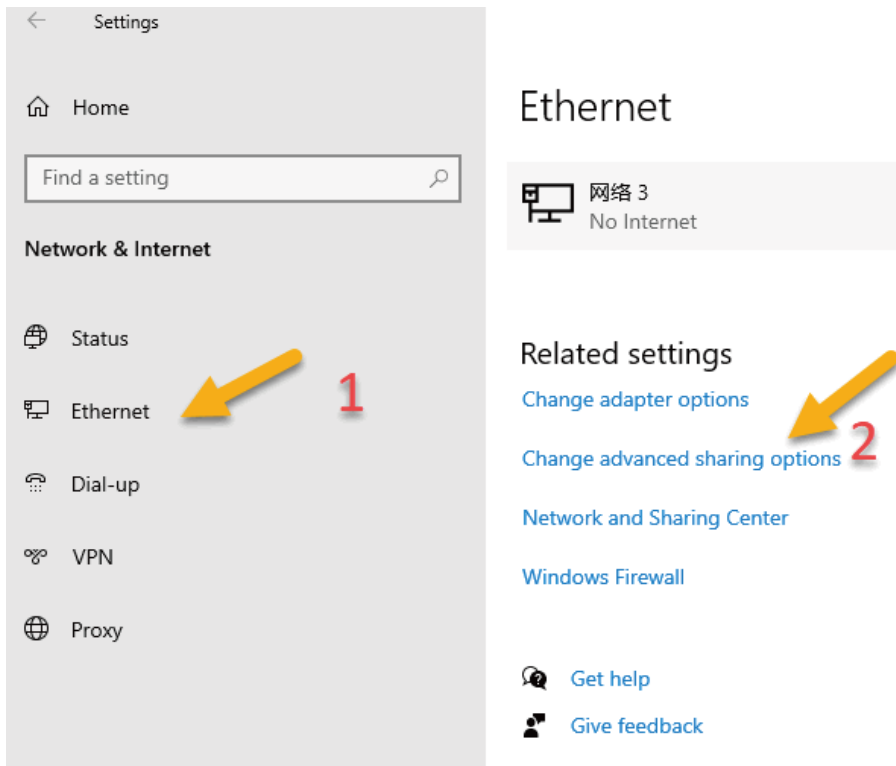 Settings
Home
Find a setting
Network & Internet
Status
Ethernet
1
Dial-up
VPN
Proxy
Ethernet
网络 3
No Internet
Related settings
Change adapter options
Change advanced sharing options
2
Network and Sharing Center
Windows Firewall
Get help
Give feedback